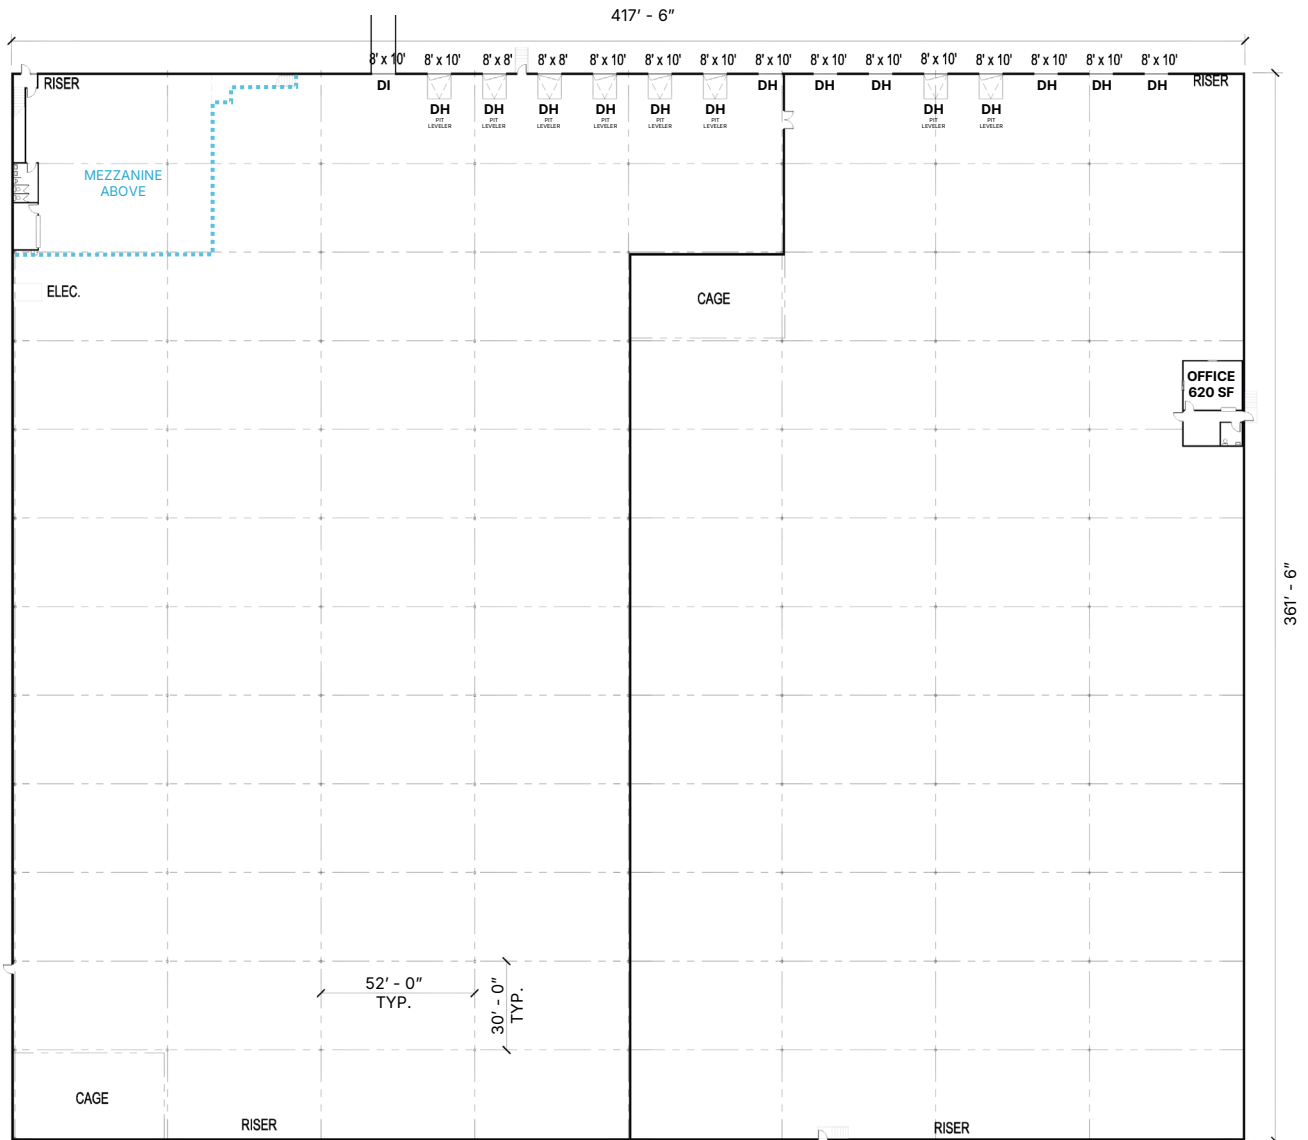 417' - 6"
8' x 10'
8' x 10'
8' x 8'
8' x 8'
8' x 10'
8' x 10'
8' x 10'
8' x 10'
8' x 10'
8' x 10'
8' x 10'
8' x 10'
8' x 10'
8' x 10'
8' x 10'
RISER
DI
DH
DH
DH
DH
DH
DH
DH
RISER
DH
PIT
LEVELER
DH
PIT
LEVELER
DH
PIT
LEVELER
DH
PIT
LEVELER
DH
PIT
LEVELER
DH
PIT
LEVELER
DH
PIT
LEVELER
DH
PIT
LEVELER
MEZZANINE
ABOVE
ELEC.
CAGE
OFFICE
620 SF
361' - 6"
52' - 0"
TYP.
30' - 0"
TYP.
CAGE
RISER
RISER